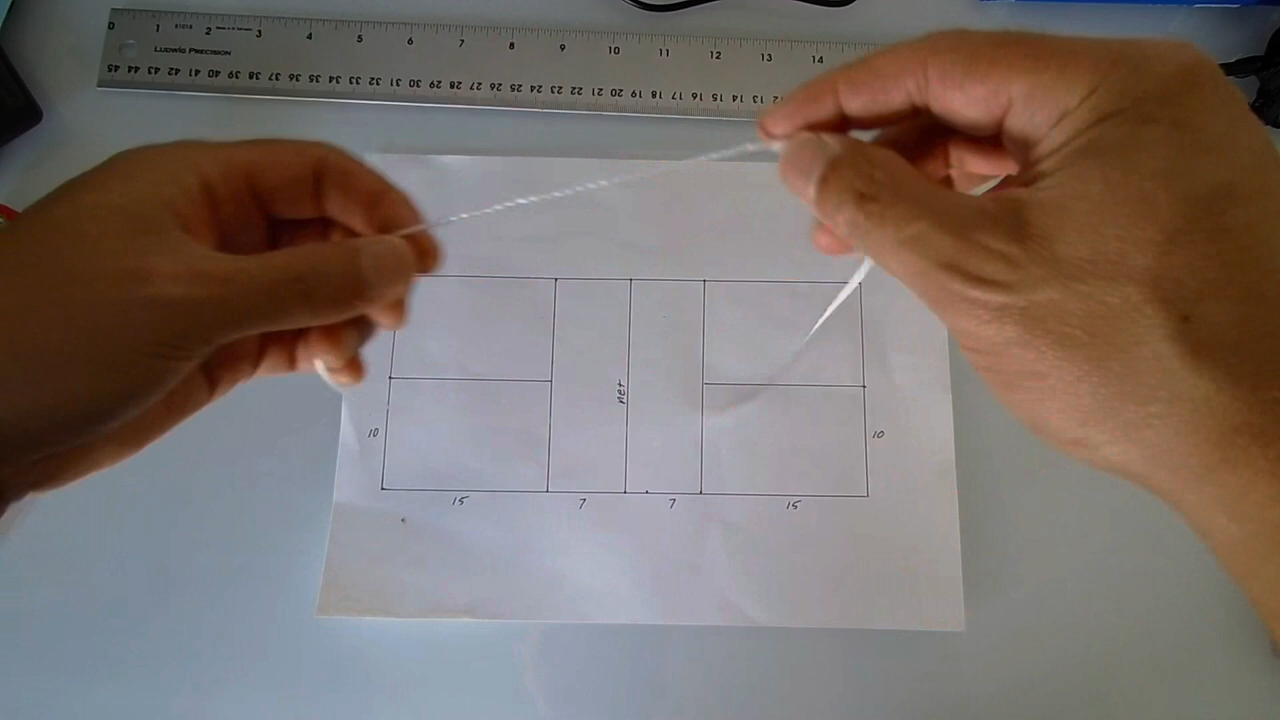 0 1 2 3 4 5 6 7 8 9 10 11 12 13 14
LUDWIG PRECISION
45 44 43 42 41 40 39 38 37 36 35 34 33 32 31 30 29 28 27 26 25 24 23 22 21 20 19 18 17 16 15 14 13 12
net
10 10
15 7 7 15